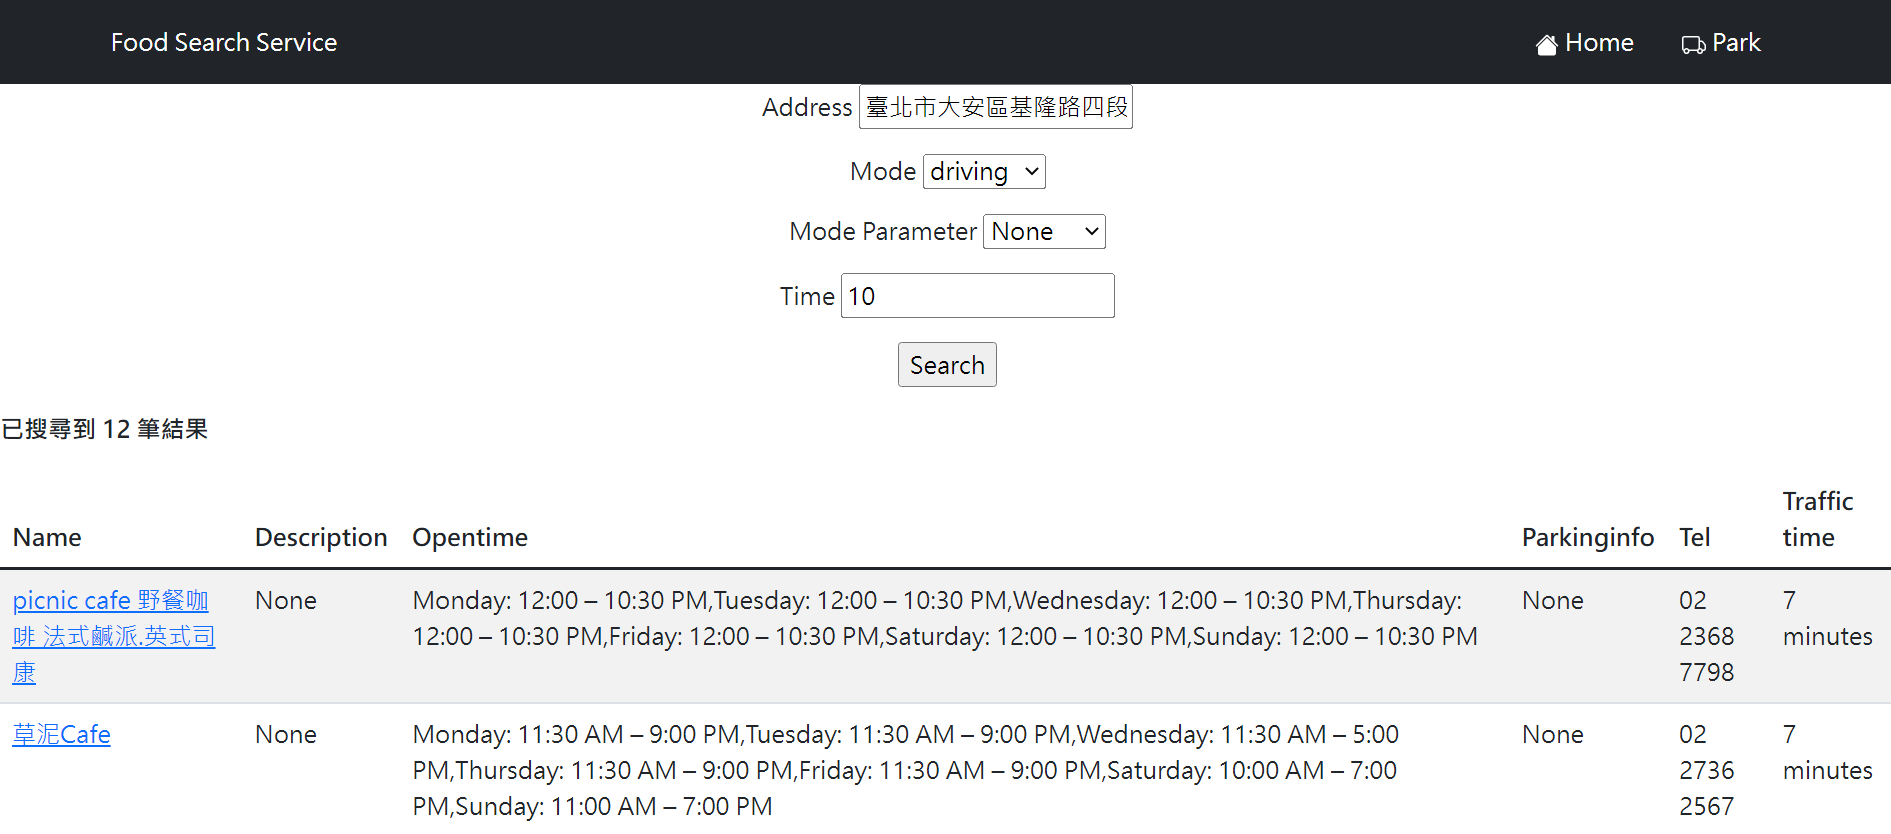 Food Search Service
Home
Park
Address 臺北市大安區基隆路四段
Mode driving
Mode Parameter None
Time 10
Search
已搜尋到 12 筆結果
Name Description Opentime Parkinginfo Tel Traffic time
picnic cafe 野餐咖
啡 法式鹹派.英式司
康
None
Monday: 12:00 – 10:30 PM,Tuesday: 12:00 – 10:30 PM,Wednesday: 12:00 – 10:30 PM,Thursday:
12:00 – 10:30 PM,Friday: 12:00 – 10:30 PM,Saturday: 12:00 – 10:30 PM,Sunday: 12:00 – 10:30 PM
None
02
2368
7798
7
minutes
草泥Cafe
None
Monday: 11:30 AM – 9:00 PM,Tuesday: 11:30 AM – 9:00 PM,Wednesday: 11:30 AM – 5:00
PM,Thursday: 11:30 AM – 9:00 PM,Friday: 11:30 AM – 9:00 PM,Saturday: 10:00 AM – 7:00
PM,Sunday: 11:00 AM – 7:00 PM
None
02
2736
2567
7
minutes